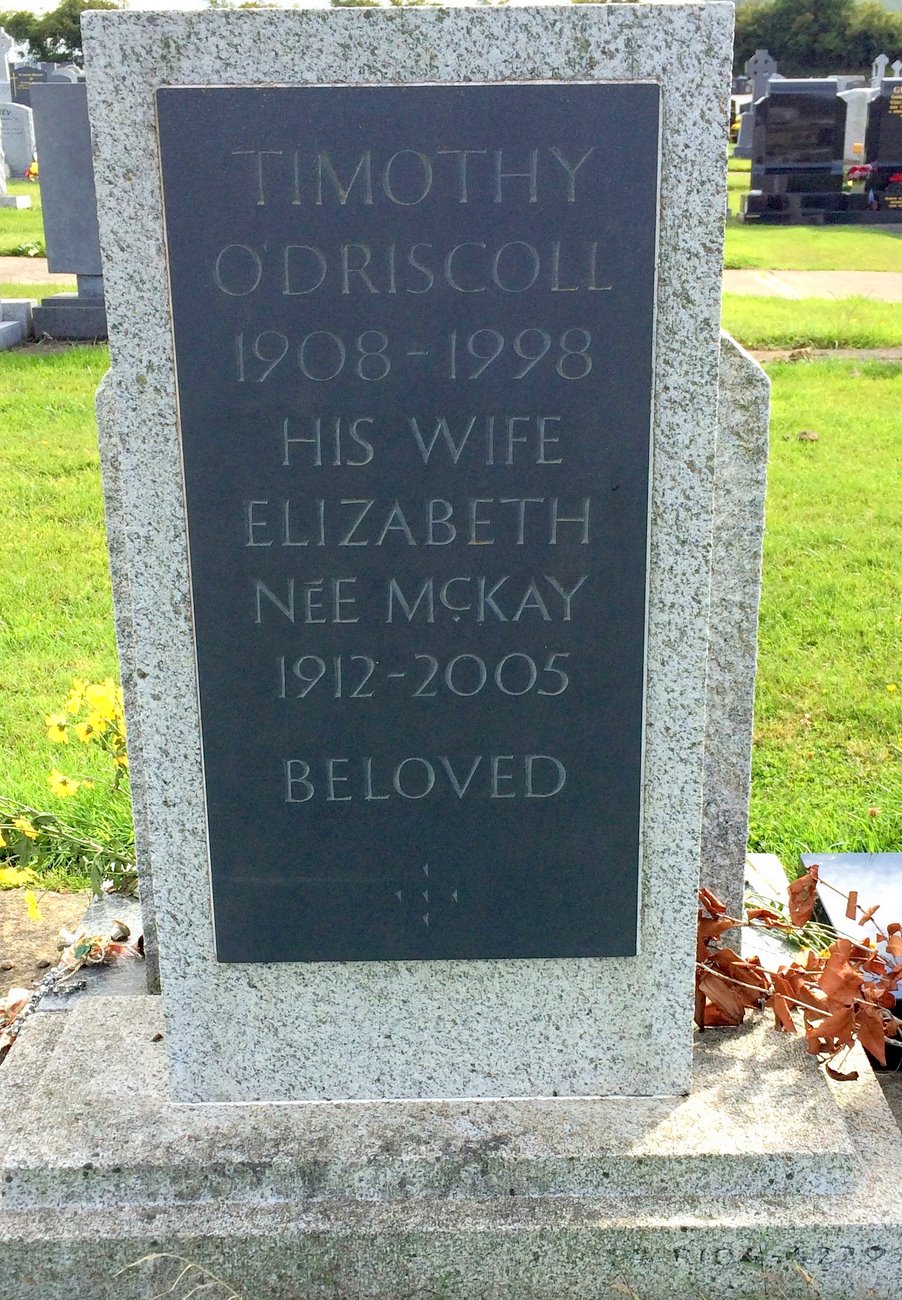 TIMOTHY
O'DRISCOLL
1908-1998
HIS WIFE
ELIZABETH
NÉE MCKAY
1912-2005
BELOVED